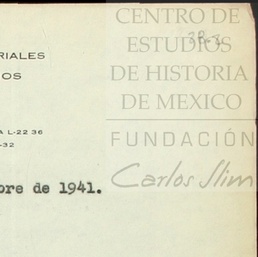 CENTRO DE
ESTUDIOS
DE HISTORIA
DE MEXICO
FUNDACIÓN
Carlos Slim
RIALES
OS
A L-22 36
-32
bre de 1941.